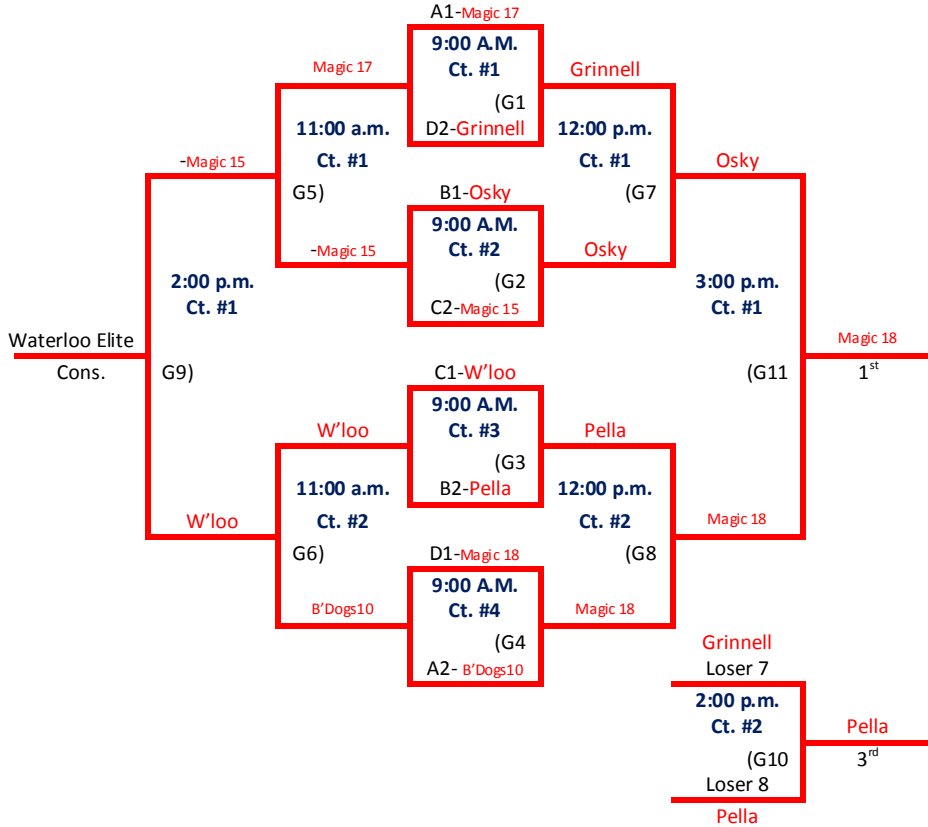 A1-Magic 17
9:00 A.M.
Ct. #1
(G1
D2-Grinnell
Magic 17
Grinnell
11:00 a.m.
Ct. #1
G5)
12:00 p.m.
Ct. #1
(G7
-Magic 15
Osky
B1-Osky
9:00 A.M.
Ct. #2
(G2
C2-Magic 15
-Magic 15
Osky
2:00 p.m.
Ct. #1
G9)
3:00 p.m.
Ct. #1
(G11
Waterloo Elite
Cons.
Magic 18
1st
C1-W'loo
9:00 A.M.
Ct. #3
(G3
B2-Pella
W'loo
Pella
11:00 a.m.
Ct. #2
G6)
12:00 p.m.
Ct. #2
(G8
W'loo
Magic 18
D1-Magic 18
9:00 A.M.
Ct. #4
(G4
A2- B'Dogs10
B'Dogs10
Magic 18
Grinnell
Loser 7
2:00 p.m.
Ct. #2
(G10
Loser 8
Pella
Pella
3rd